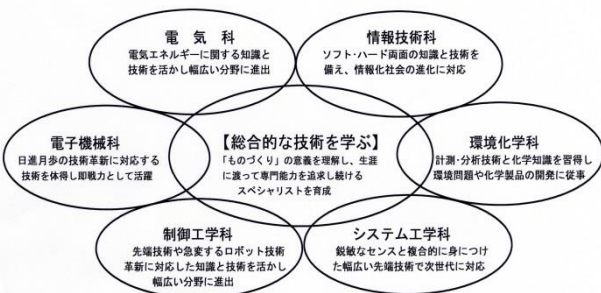 電気科
電気エネルギーに関する知識と
技術を活かし幅広い分野に進出
情報技術科
ソフト・ハード両面の知識と技術を
備え、情報化社会の進化に対応
電子機械科
日進月歩の技術革新に対応する
技術を体得し即戦力として活躍
【総合的な技術を学ぶ】
「ものづくり」の意義を理解し、生涯
に渡って専門能力を追求し続ける
スペシャリストを育成
環境化学科
計測・分析技術と化学知識を習得し
環境問題や化学製品の開発に従事
制御工学科
先端技術や急変するロボット技術
革新に対応した知識と技術を活かし
幅広い分野に進出
システム工学科
鋭敏なセンスと複合的に身につけ
た幅広い先端技術で次世代に対応